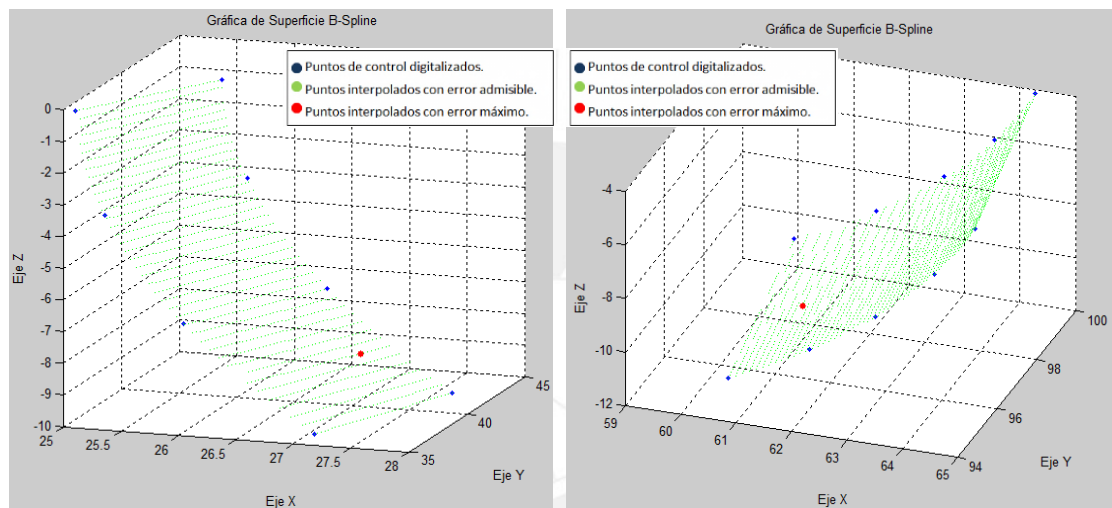 Gráfica de Superficie B-Spline
Puntos de control digitalizados.
Puntos interpolados con error admisible.
Puntos interpolados con error máximo.
0
-1
-2
-3
-4
-5
-6
-7
-8
-9
-10
Eje Z
25
25.5
26
26.5
27
27.5
28
Eje X
35
40
45
Eje Y
Gráfica de Superficie B-Spline
Puntos de control digitalizados.
Puntos interpolados con error admisible.
Puntos interpolados con error máximo.
-4
-6
-8
-10
-12
Eje Z
59
60
61
62
63
64
65
Eje X
94
96
98
100
Eje Y